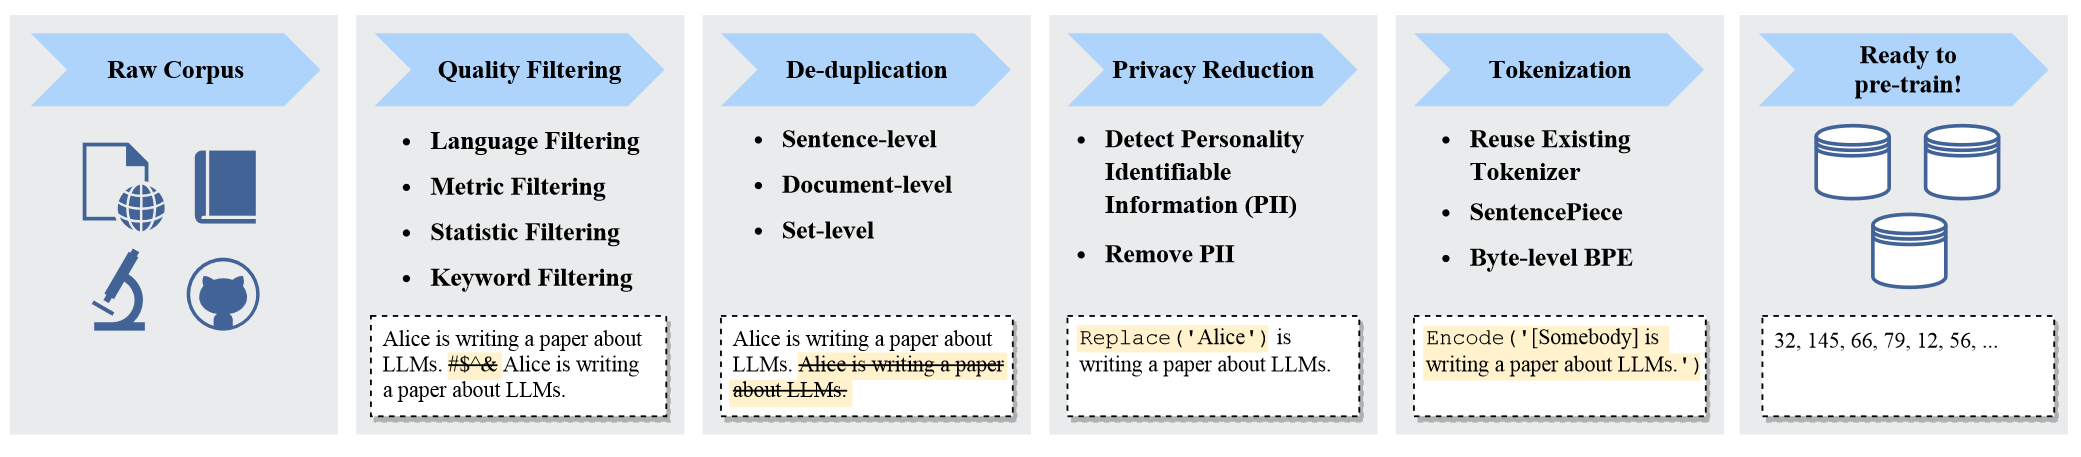 Raw Corpus
Quality Filtering
• Language Filtering
• Metric Filtering
• Statistic Filtering
• Keyword Filtering
Alice is writing a paper about
LLMs. #$^& Alice is writing
a paper about LLMs.
De-duplication
• Sentence-level
• Document-level
• Set-level
Alice is writing a paper about
LLMs. Alice is writing a paper
about LLMs.
Privacy Reduction
• Detect Personality
Identifiable
Information (PII)
• Remove PII
Replace('Alice') is
writing a paper about LLMs.
Tokenization
• Reuse Existing
Tokenizer
• SentencePiece
• Byte-level BPE
Encode('[Somebody] is
writing a paper about LLMs.')
Ready to
pre-train!
32, 145, 66, 79, 12, 56, ...